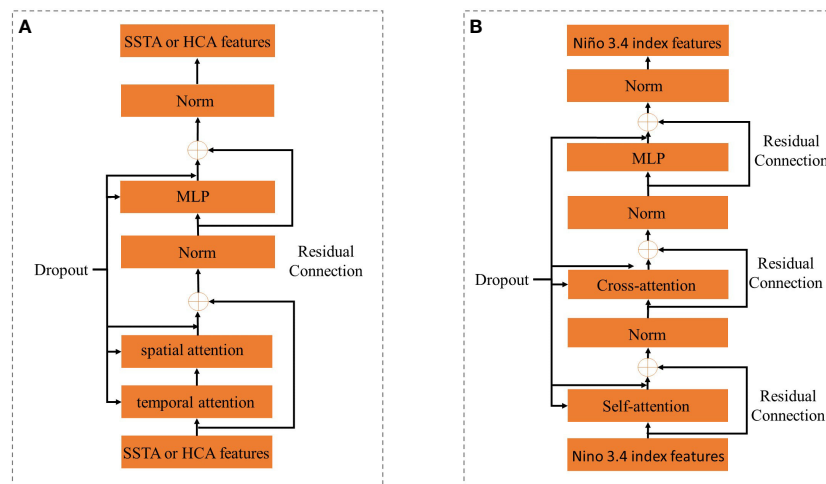 A
SSTA or HCA features
Norm
MLP
Norm
Residual
Connection
Dropout
spatial attention
temporal attention
SSTA or HCA features
B
Niño 3.4 index features
Norm
Residual
Connection
MLP
Norm
Residual
Connection
Dropout
Cross-attention
Norm
Residual
Connection
Self-attention
Nino 3.4 index features